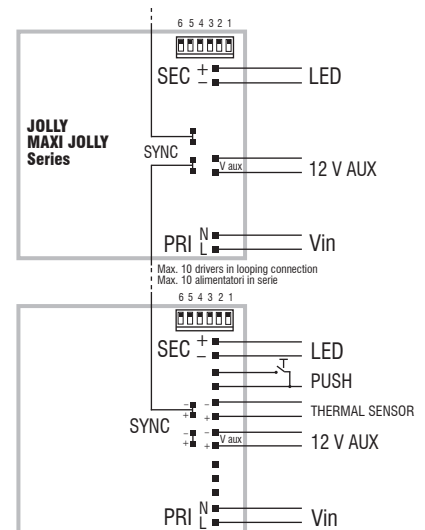 6 5 4 3 2 1
SEC + −
LED
JOLLY
MAXI JOLLY
Series
SYNC
V aux
12 V AUX
PRI N L
Vin
Max. 10 drivers in looping connection
Max. 10 alimentatori in serie
6 5 4 3 2 1
SEC + −
LED
PUSH
− − THERMAL SENSOR
+ +
SYNC
− − V aux
+ +
12 V AUX
PRI N L
Vin